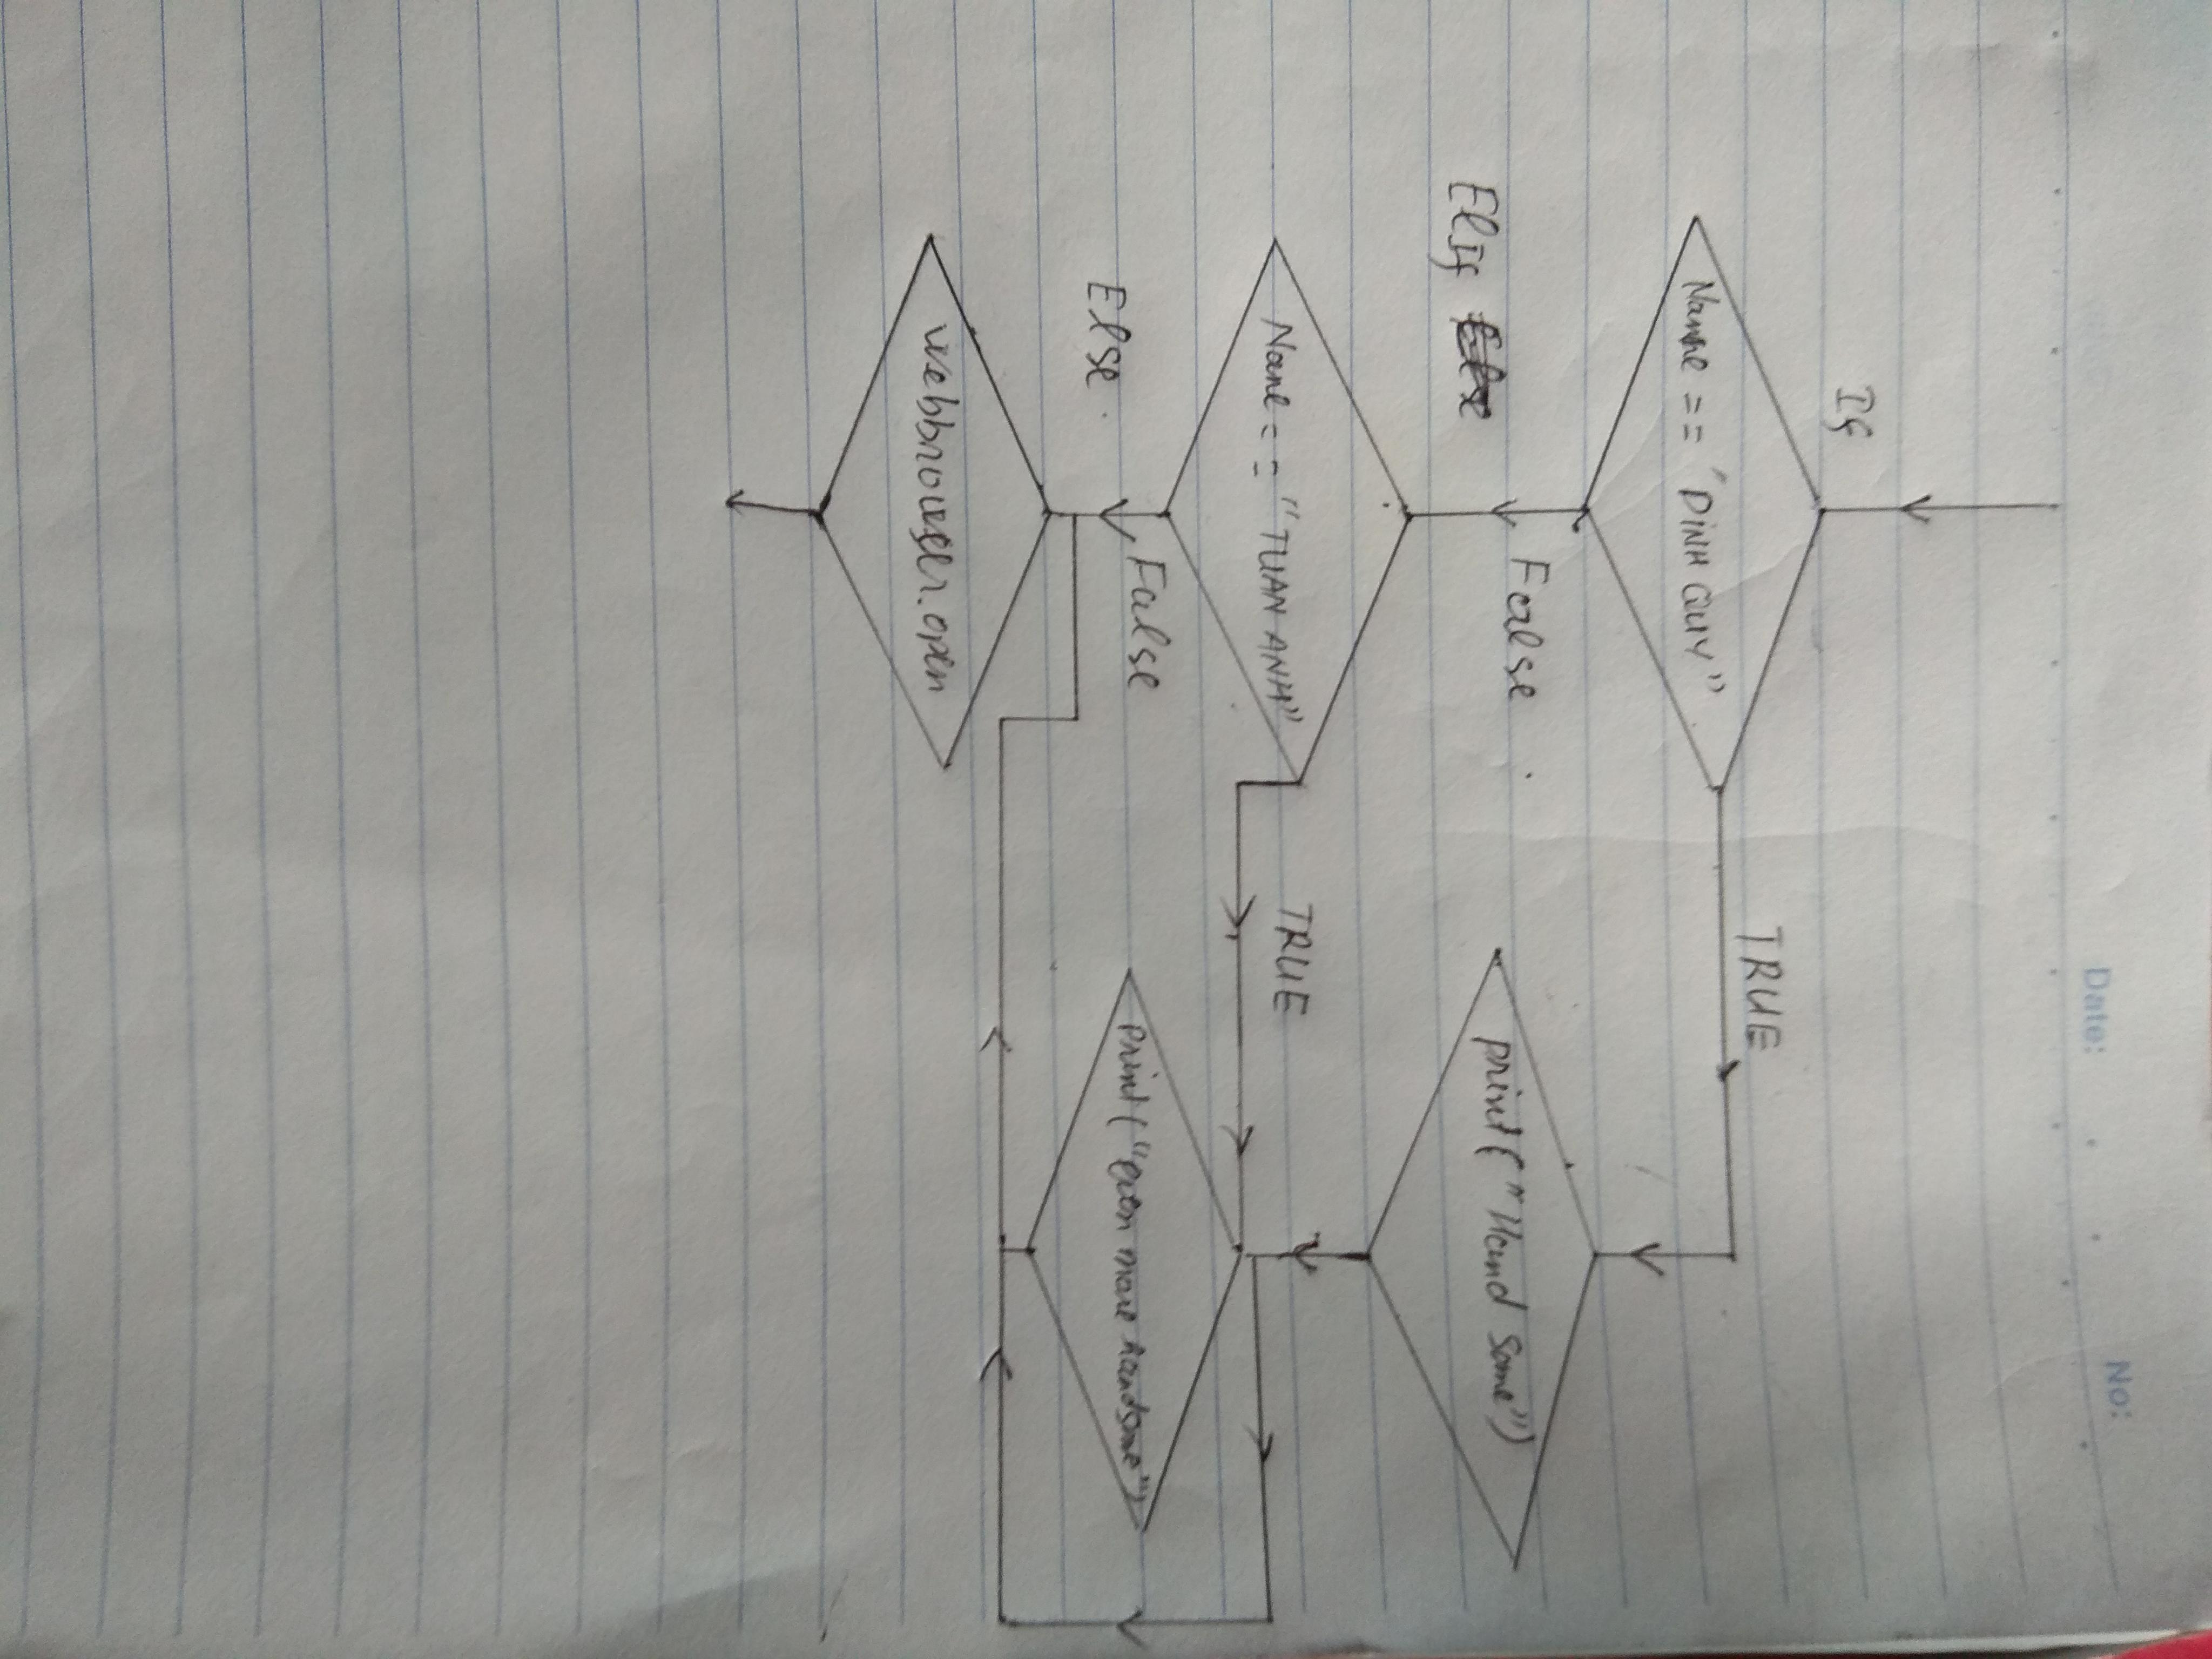 Date: No:
If
TRUE
Name == "DINH QUY"
False
print("Hand Some")
ElIf
TRUE
Name == "TUAN ANH"
False
print("even more handsome")
Else
webbrowser.open